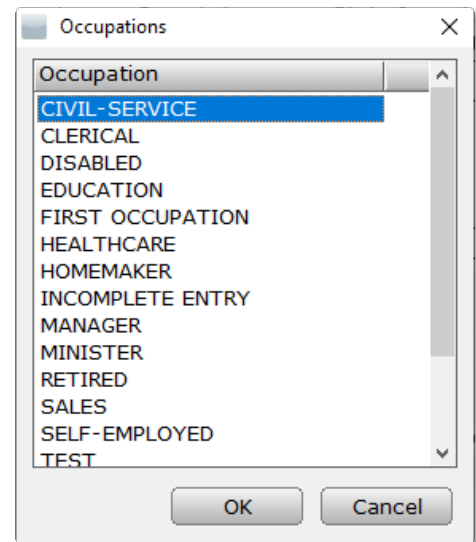 Occupations
Occupation
CIVIL-SERVICE
CLERICAL
DISABLED
EDUCATION
FIRST OCCUPATION
HEALTHCARE
HOMEMAKER
INCOMPLETE ENTRY
MANAGER
MINISTER
RETIRED
SALES
SELF-EMPLOYED
TEST
OK Cancel